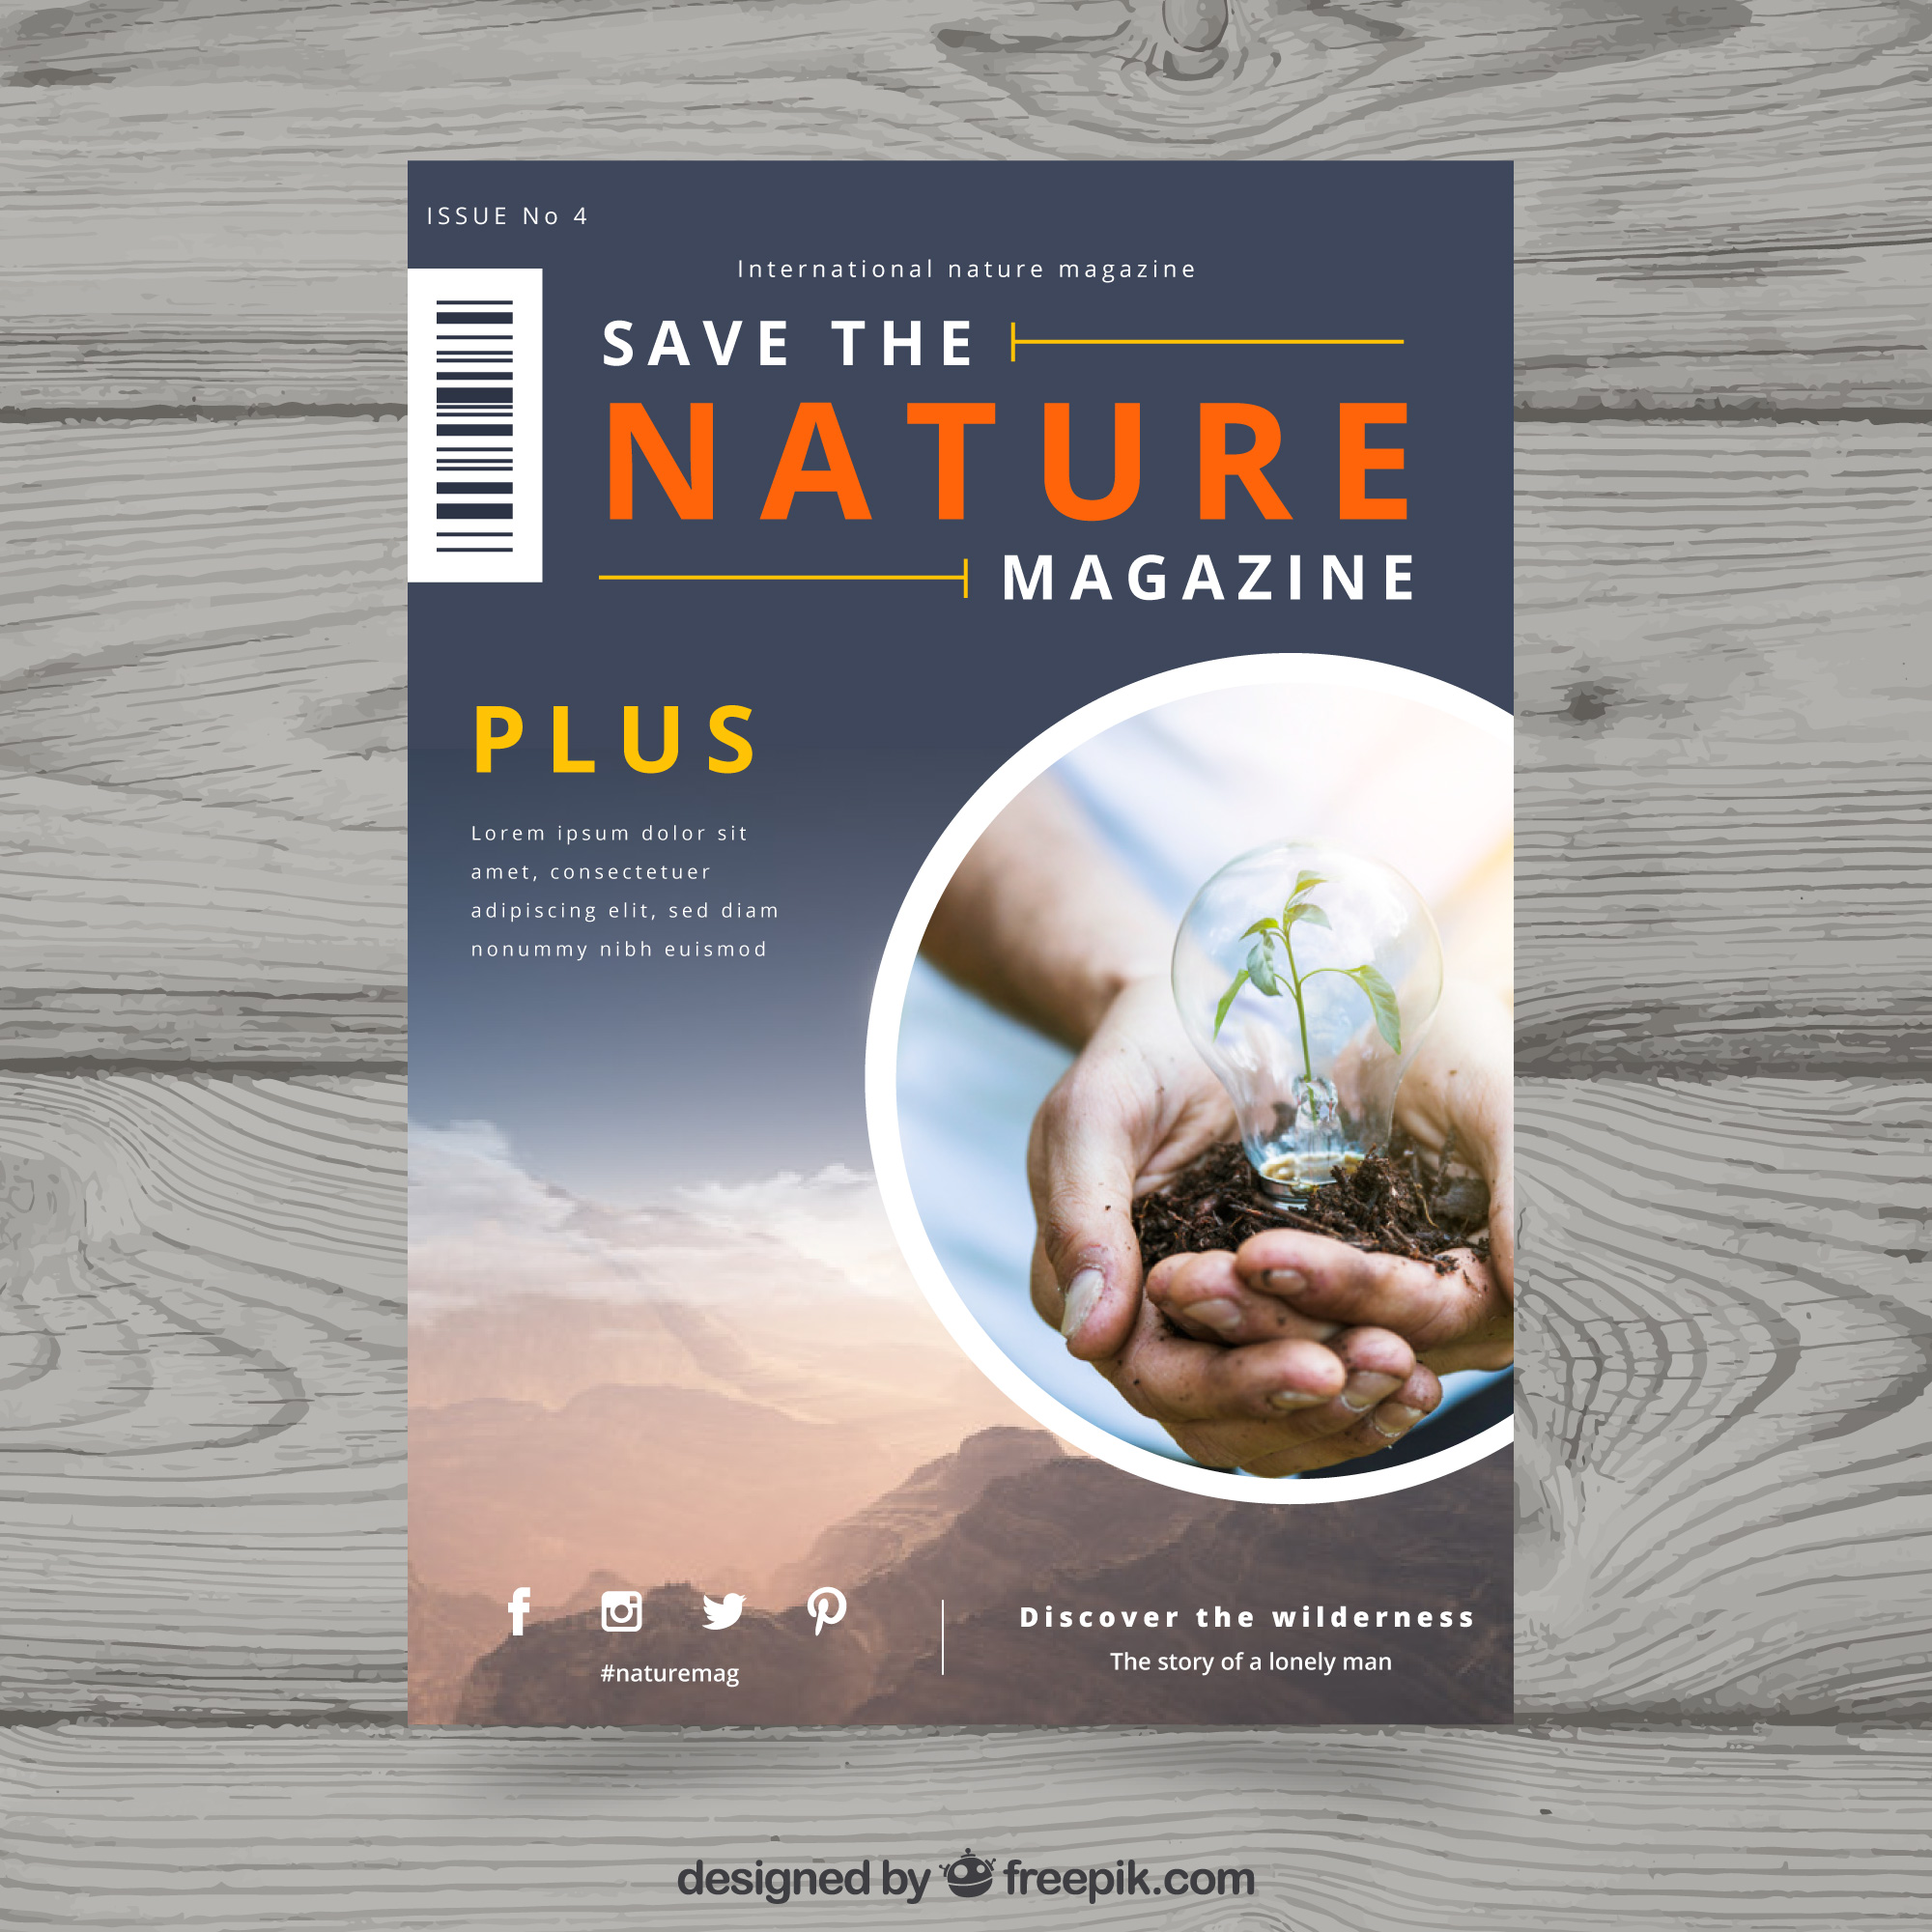 ISSUE No 4
International nature magazine
SAVE THE
NATURE
MAGAZINE
PLUS
Lorem ipsum dolor sit
amet, consectetuer
adipiscing elit, sed diam
nonummy nibh euismod
#naturemag
Discover the wilderness
The story of a lonely man
designed by freepik.com